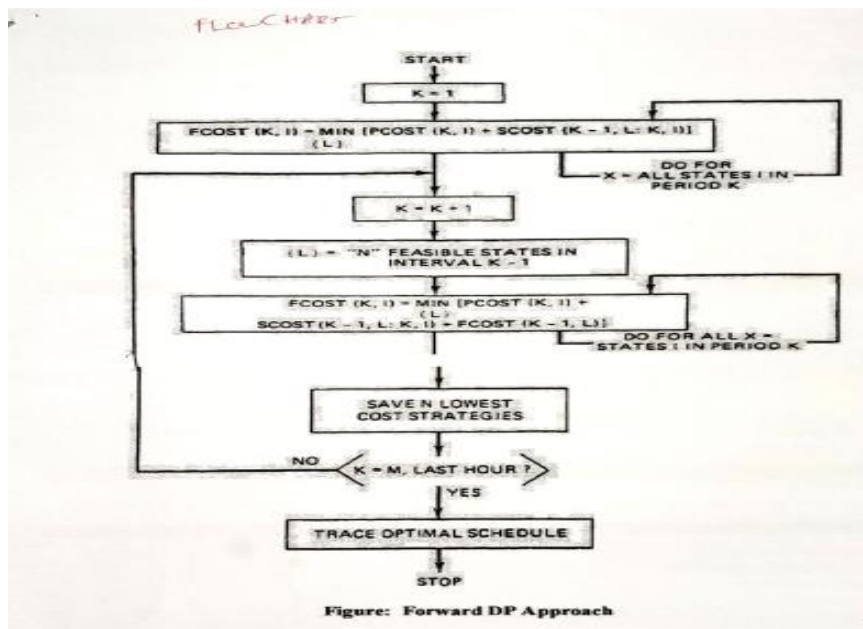 FLOWCHART
START
K = 1
FCOST (K, I) = MIN [PCOST (K, I) + SCOST (K - 1, L: K, I)]
{L}
DO FOR
X = ALL STATES I IN
PERIOD K
K = K + 1
{L} = "N" FEASIBLE STATES IN
INTERVAL K - 1
FCOST (K, I) = MIN [PCOST (K, I) +
{L}
SCOST (K - 1, L: K, I) + FCOST (K - 1, L)]
DO FOR ALL X =
STATES I IN PERIOD K
SAVE N LOWEST
COST STRATEGIES
NO
K = M, LAST HOUR ?
YES
TRACE OPTIMAL SCHEDULE
STOP
Figure: Forward DP Approach